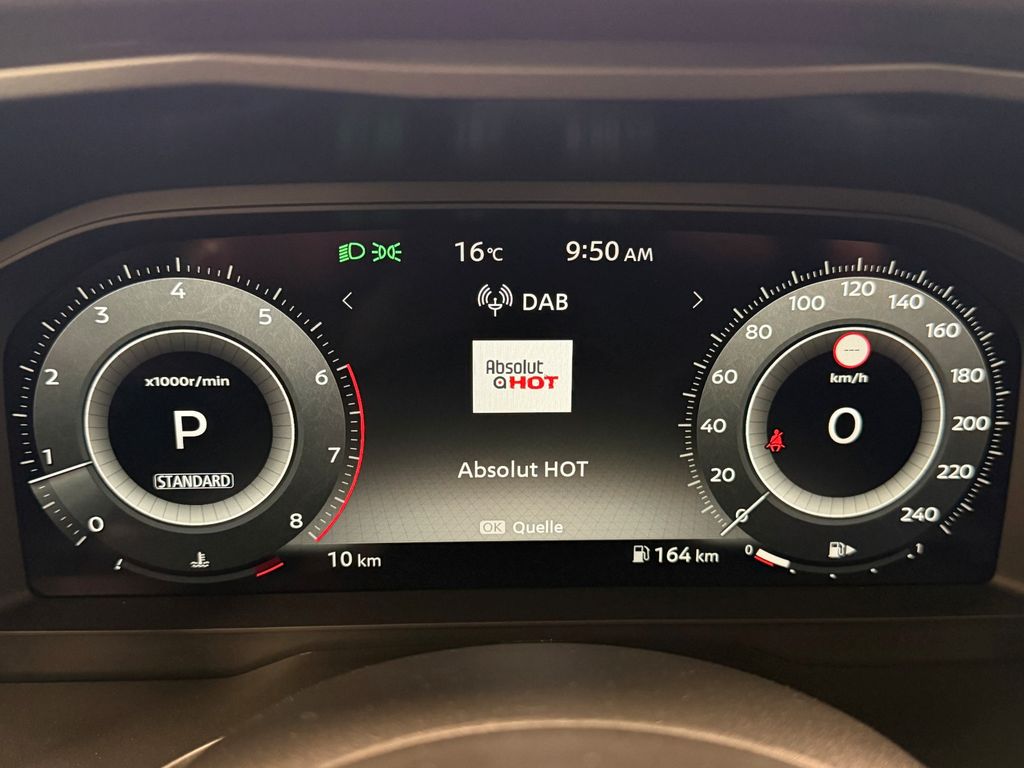 16°C
9:50 AM
DAB
Absolut
HOT
Absolut HOT
OK Quelle
10 km
164 km
x1000r/min
P
STANDARD
0
1
2
3
4
5
6
7
8
km/h
---
0
0
20
40
60
80
100
120
140
160
180
200
220
240
0
1